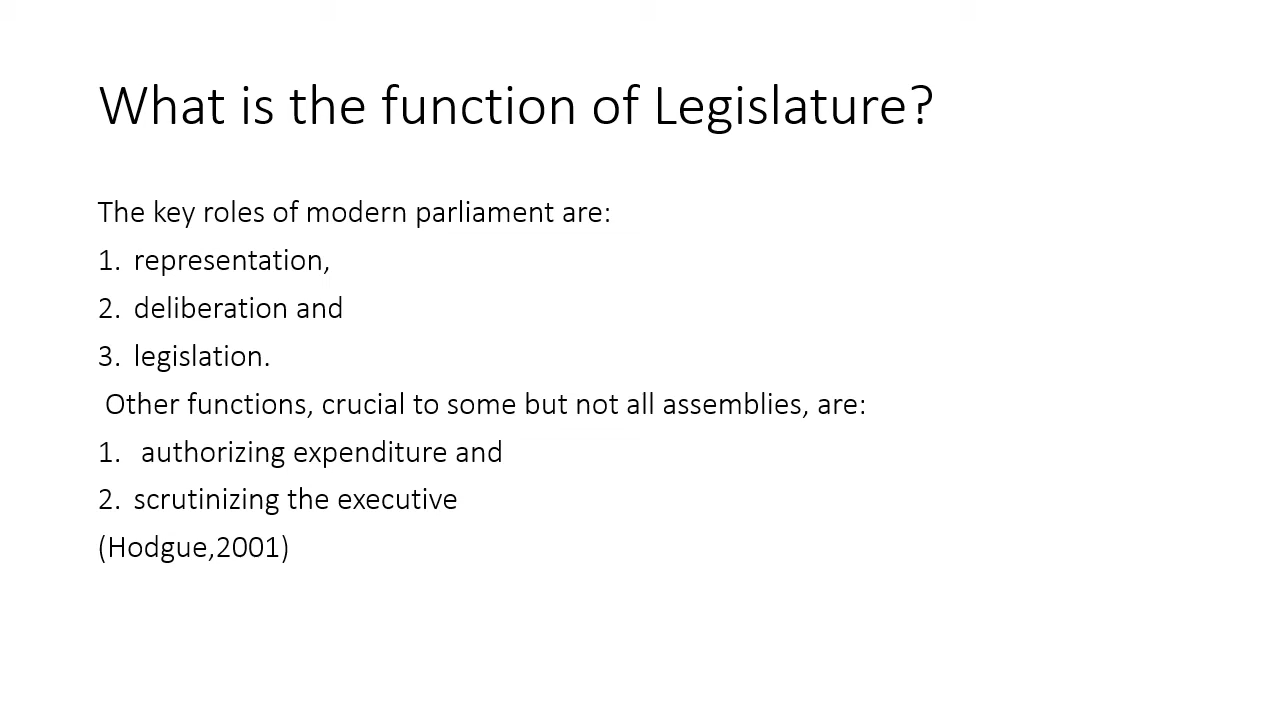 What is the function of Legislature?
The key roles of modern parliament are:
1. representation,
2. deliberation and
3. legislation.
Other functions, crucial to some but not all assemblies, are:
1. authorizing expenditure and
2. scrutinizing the executive
(Hodgue,2001)